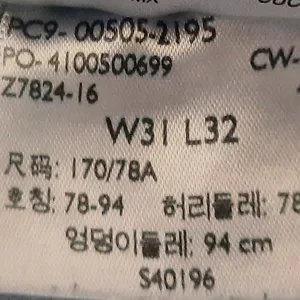 PC9- 00505-2195
PO- 4100500699
CW-
Z7824-16
W31 L32
尺码: 170/78A
호칭: 78-94 허리둘레: 78
엉덩이둘레: 94 cm
S40196